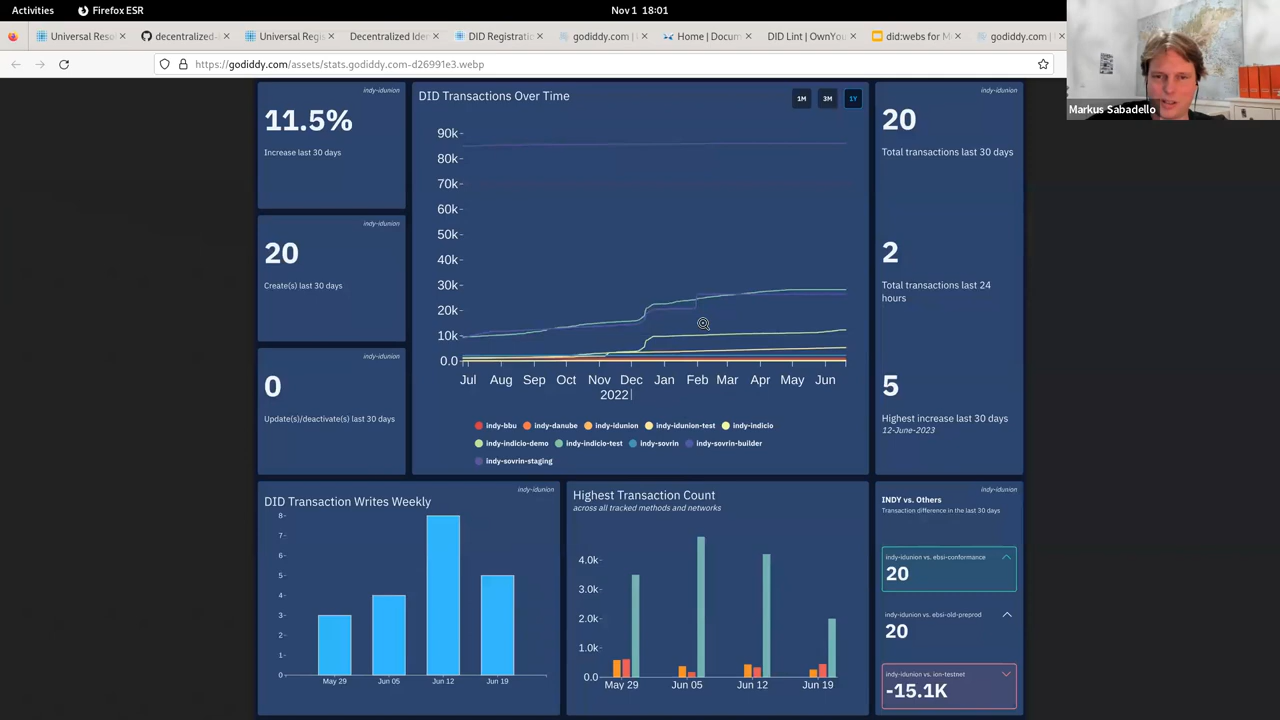 Activities
Firefox ESR
Nov 1 18:01
Universal Reso
decentralized-
Universal Regis
Decentralized Iden
DID Registratio
godiddy.com |
Home | Docum
DID Lint | OwnYou
did:webs for M
godiddy.com |
https://godiddy.com/assets/stats.godiddy.com-d26991e3.webp
Markus Sabadello
indy-idunion
11.5%
Increase last 30 days
indy-idunion
20
Create(s) last 30 days
indy-idunion
0
Update(s)/deactivate(s) last 30 days
DID Transactions Over Time
1M 3M 1Y
90k
80k
70k
60k
50k
40k
30k
20k
10k
0.0
Jul Aug Sep Oct Nov Dec Jan Feb Mar Apr May Jun
2022|
indy-bbu indy-danube indy-idunion indy-idunion-test indy-indicio
indy-indicio-demo indy-indicio-test indy-sovrin indy-sovrin-builder
indy-sovrin-staging
indy-idunion
20
Total transactions last 30 days
2
Total transactions last 24
hours
5
Highest increase last 30 days
12-June-2023
indy-idunion
DID Transaction Writes Weekly
8
7
6
5
4
3
2
1
0
May 29 Jun 05 Jun 12 Jun 19
Highest Transaction Count
across all tracked methods and networks
4.0k
3.0k
2.0k
1.0k
0.0
May 29 Jun 05 Jun 12 Jun 19
indy-idunion
INDY vs. Others
Transaction difference in the last 30 days
indy-idunion vs. ebsi-conformance
20
indy-idunion vs. ebsi-old-preprod
20
indy-idunion vs. ion-testnet
-15.1K